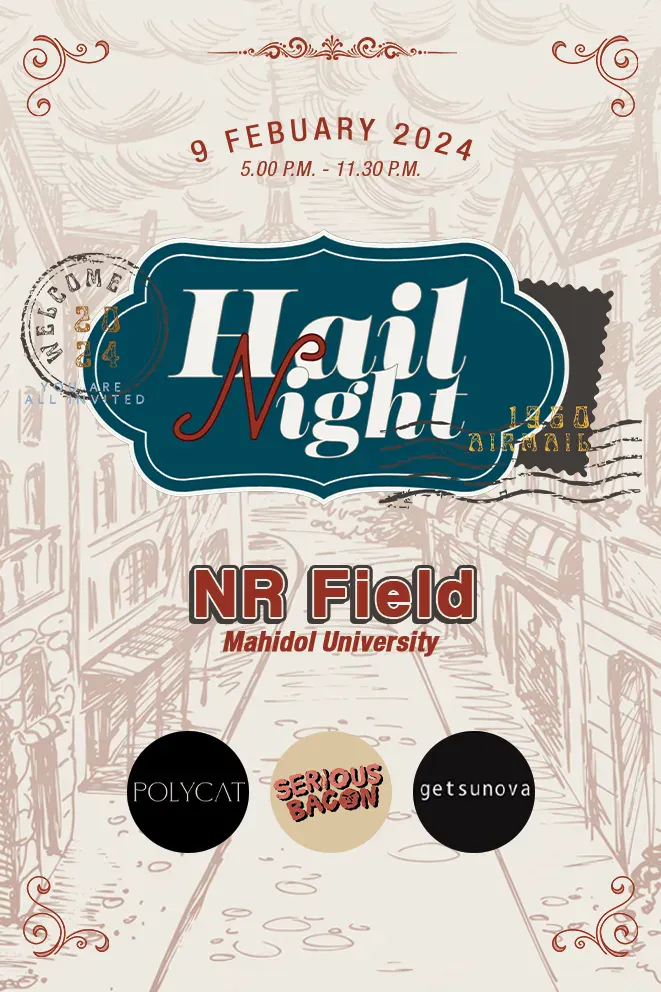 9 FEBUARY 2024
5.00 P.M. - 11.30 P.M.
WELCOME
20
24
YOU ARE
ALL INVITED
Hail
Night
1960
AIRMAIL
NR Field
Mahidol University
POLYCAT
SERIOUS
BACON
getsunova